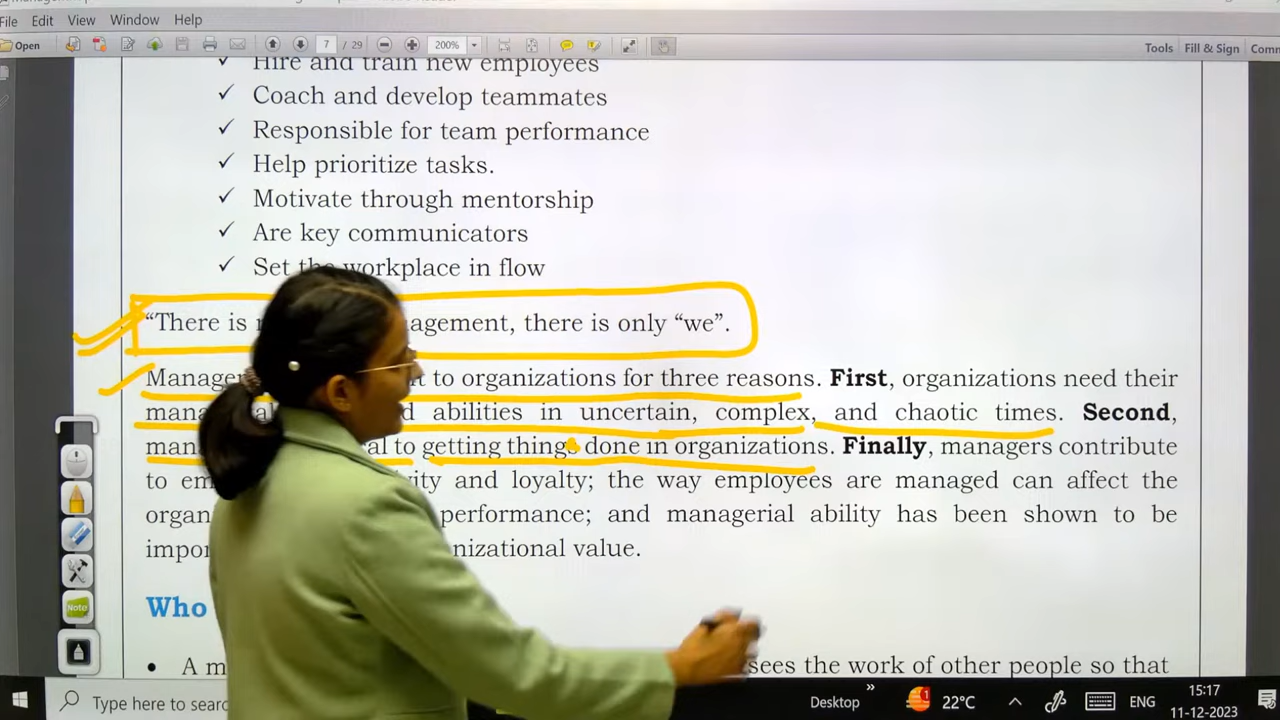 File Edit View Window Help
Open 7 / 29 200% Tools Fill & Sign Comm
Hire and train new employees
Coach and develop teammates
Responsible for team performance
Help prioritize tasks.
Motivate through mentorship
Are key communicators
Set the workplace in flow
“There is agement, there is only “we”.
Manage t to organizations for three reasons. First, organizations need their
mana d abilities in uncertain, complex, and chaotic times. Second,
man al to getting things done in organizations. Finally, managers contribute
to em ity and loyalty; the way employees are managed can affect the
organ performance; and managerial ability has been shown to be
impor nizational value.
Note
Who
• A m sees the work of other people so that
Type here to searc Desktop 1 22°C ENG 15:17
11-12-2023